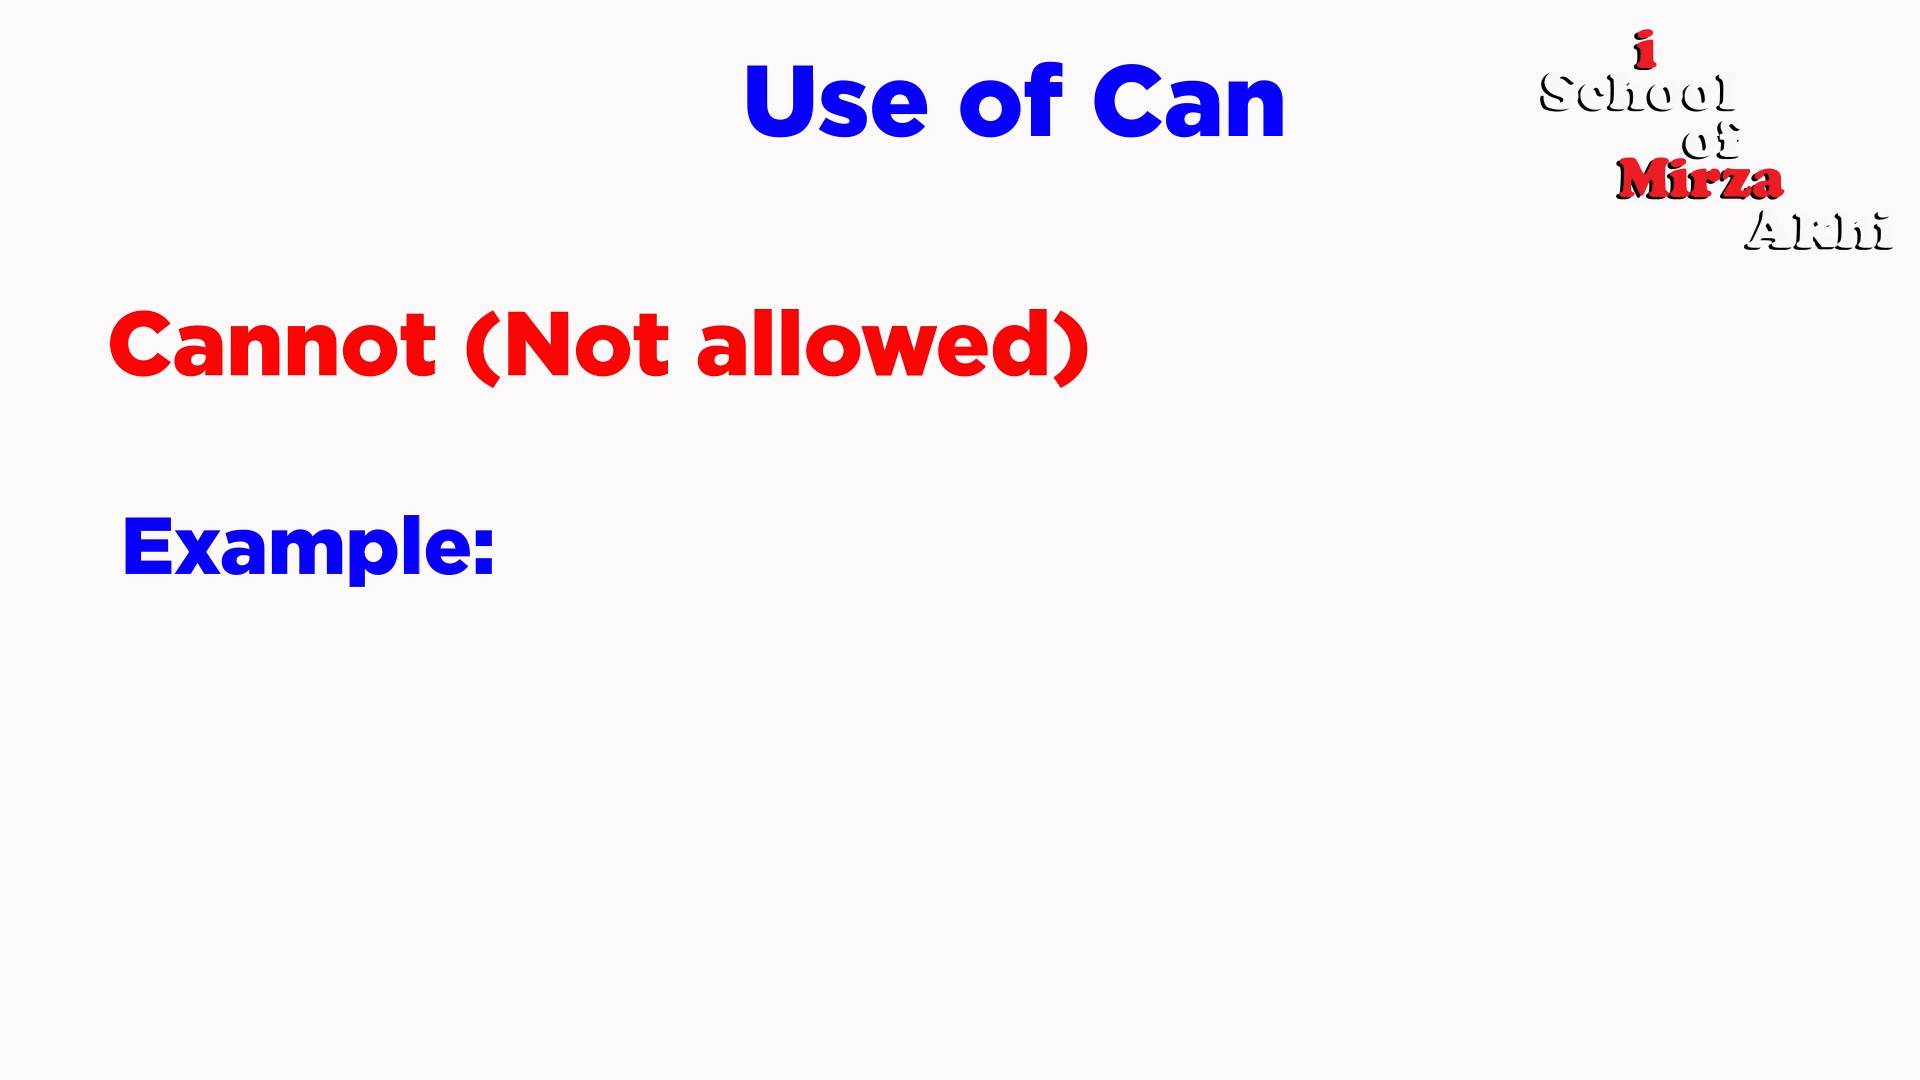 Use of Can
i
School
of
Mirza
Akhi
Cannot (Not allowed)
Example: